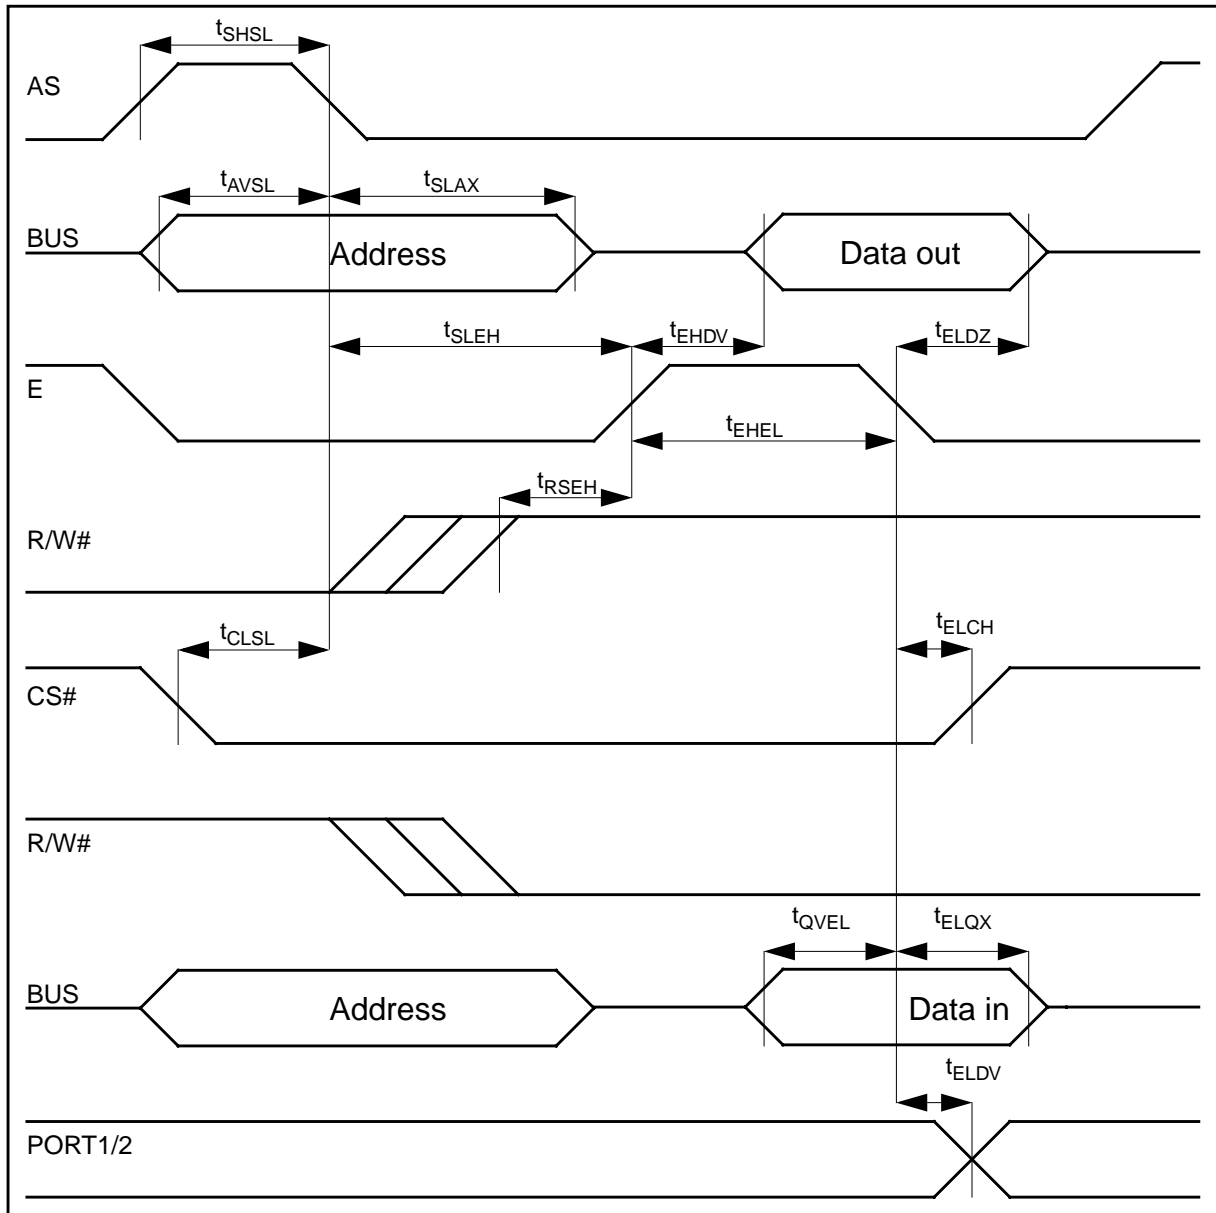 tSHSL
AS
tAVSL tSLAX
BUS Address Data out
tSLEH tEHDV tELDZ
E
tEHEL
tRSEH
R/W#
tCLSL tELCH
CS#
R/W#
tQVEL tELQX
BUS Address Data in
tELDV
PORT1/2